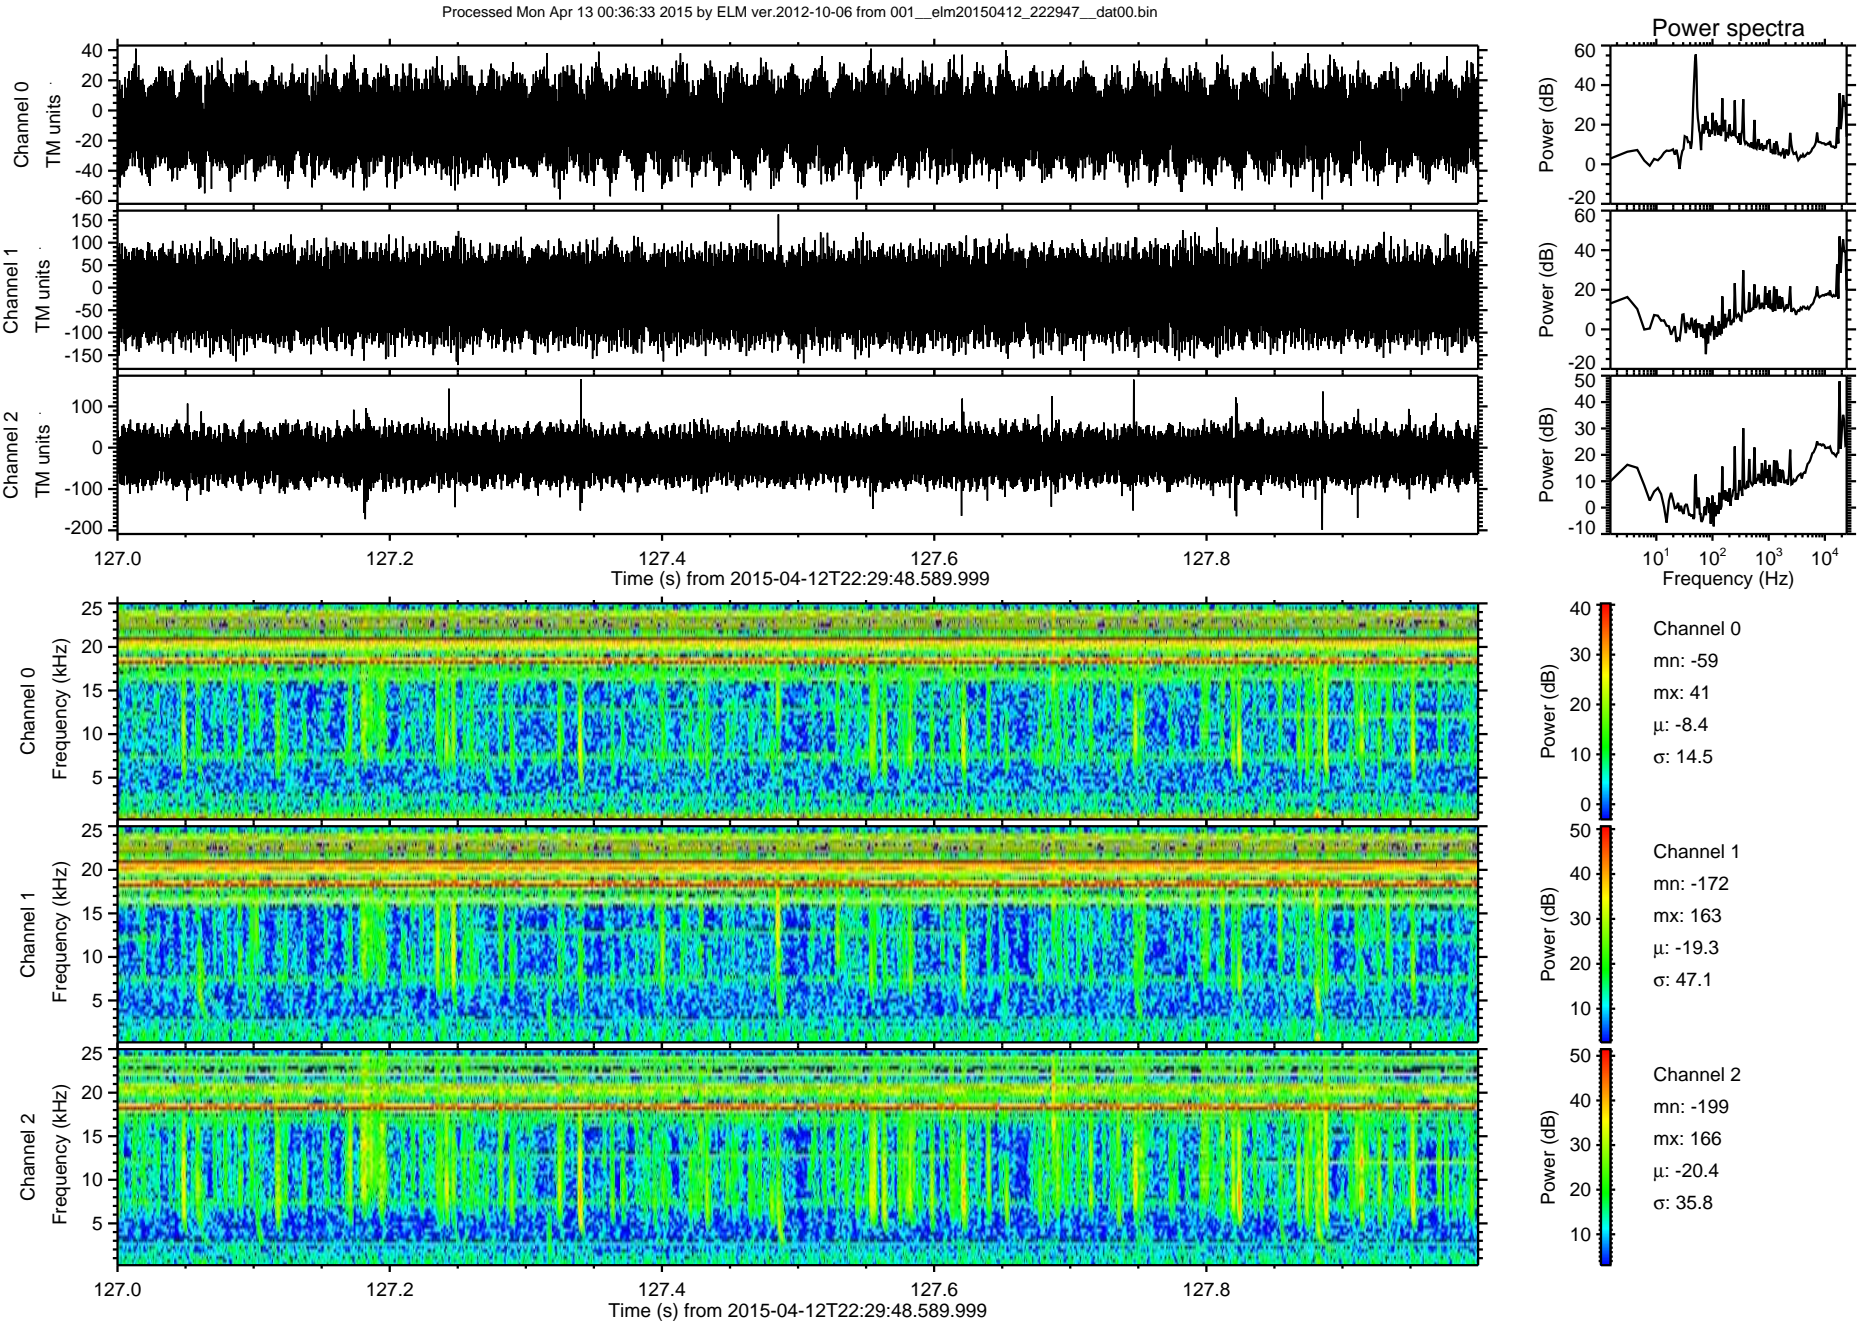 Processed Mon Apr 13 00:36:33 2015 by ELM ver.2012-10-06 from 001__elm20150412_222947__dat00.bin
Power spectra
Channel 0
TM units
40
20
0
-20
-40
-60
Power (dB)
60
40
20
0
-20
Channel 1
TM units
150
100
50
0
-50
-100
-150
Power (dB)
60
40
20
0
-20
Channel 2
TM units
100
0
-100
-200
Power (dB)
50
40
30
20
10
0
-10
127.0 127.2 127.4 127.6 127.8
Time (s) from 2015-04-12T22:29:48.589.999
10¹ 10² 10³ 10⁴
Frequency (Hz)
Channel 0
Frequency (kHz)
25
20
15
10
5
Power (dB)
40
30
20
10
0
Channel 0
mn: -59
mx: 41
μ: -8.4
σ: 14.5
Channel 1
Frequency (kHz)
25
20
15
10
5
Power (dB)
50
40
30
20
10
Channel 1
mn: -172
mx: 163
μ: -19.3
σ: 47.1
Channel 2
Frequency (kHz)
25
20
15
10
5
Power (dB)
50
40
30
20
10
Channel 2
mn: -199
mx: 166
μ: -20.4
σ: 35.8
127.0 127.2 127.4 127.6 127.8
Time (s) from 2015-04-12T22:29:48.589.999